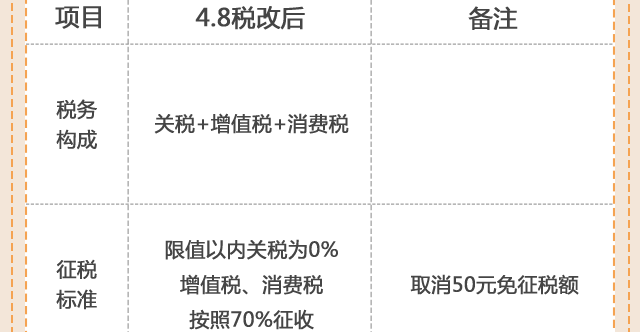 项目 4.8税改后 备注
税务
构成
关税+增值税+消费税
征税
标准
限值以内关税为0%
增值税、消费税
按照70%征收
取消50元免征税额